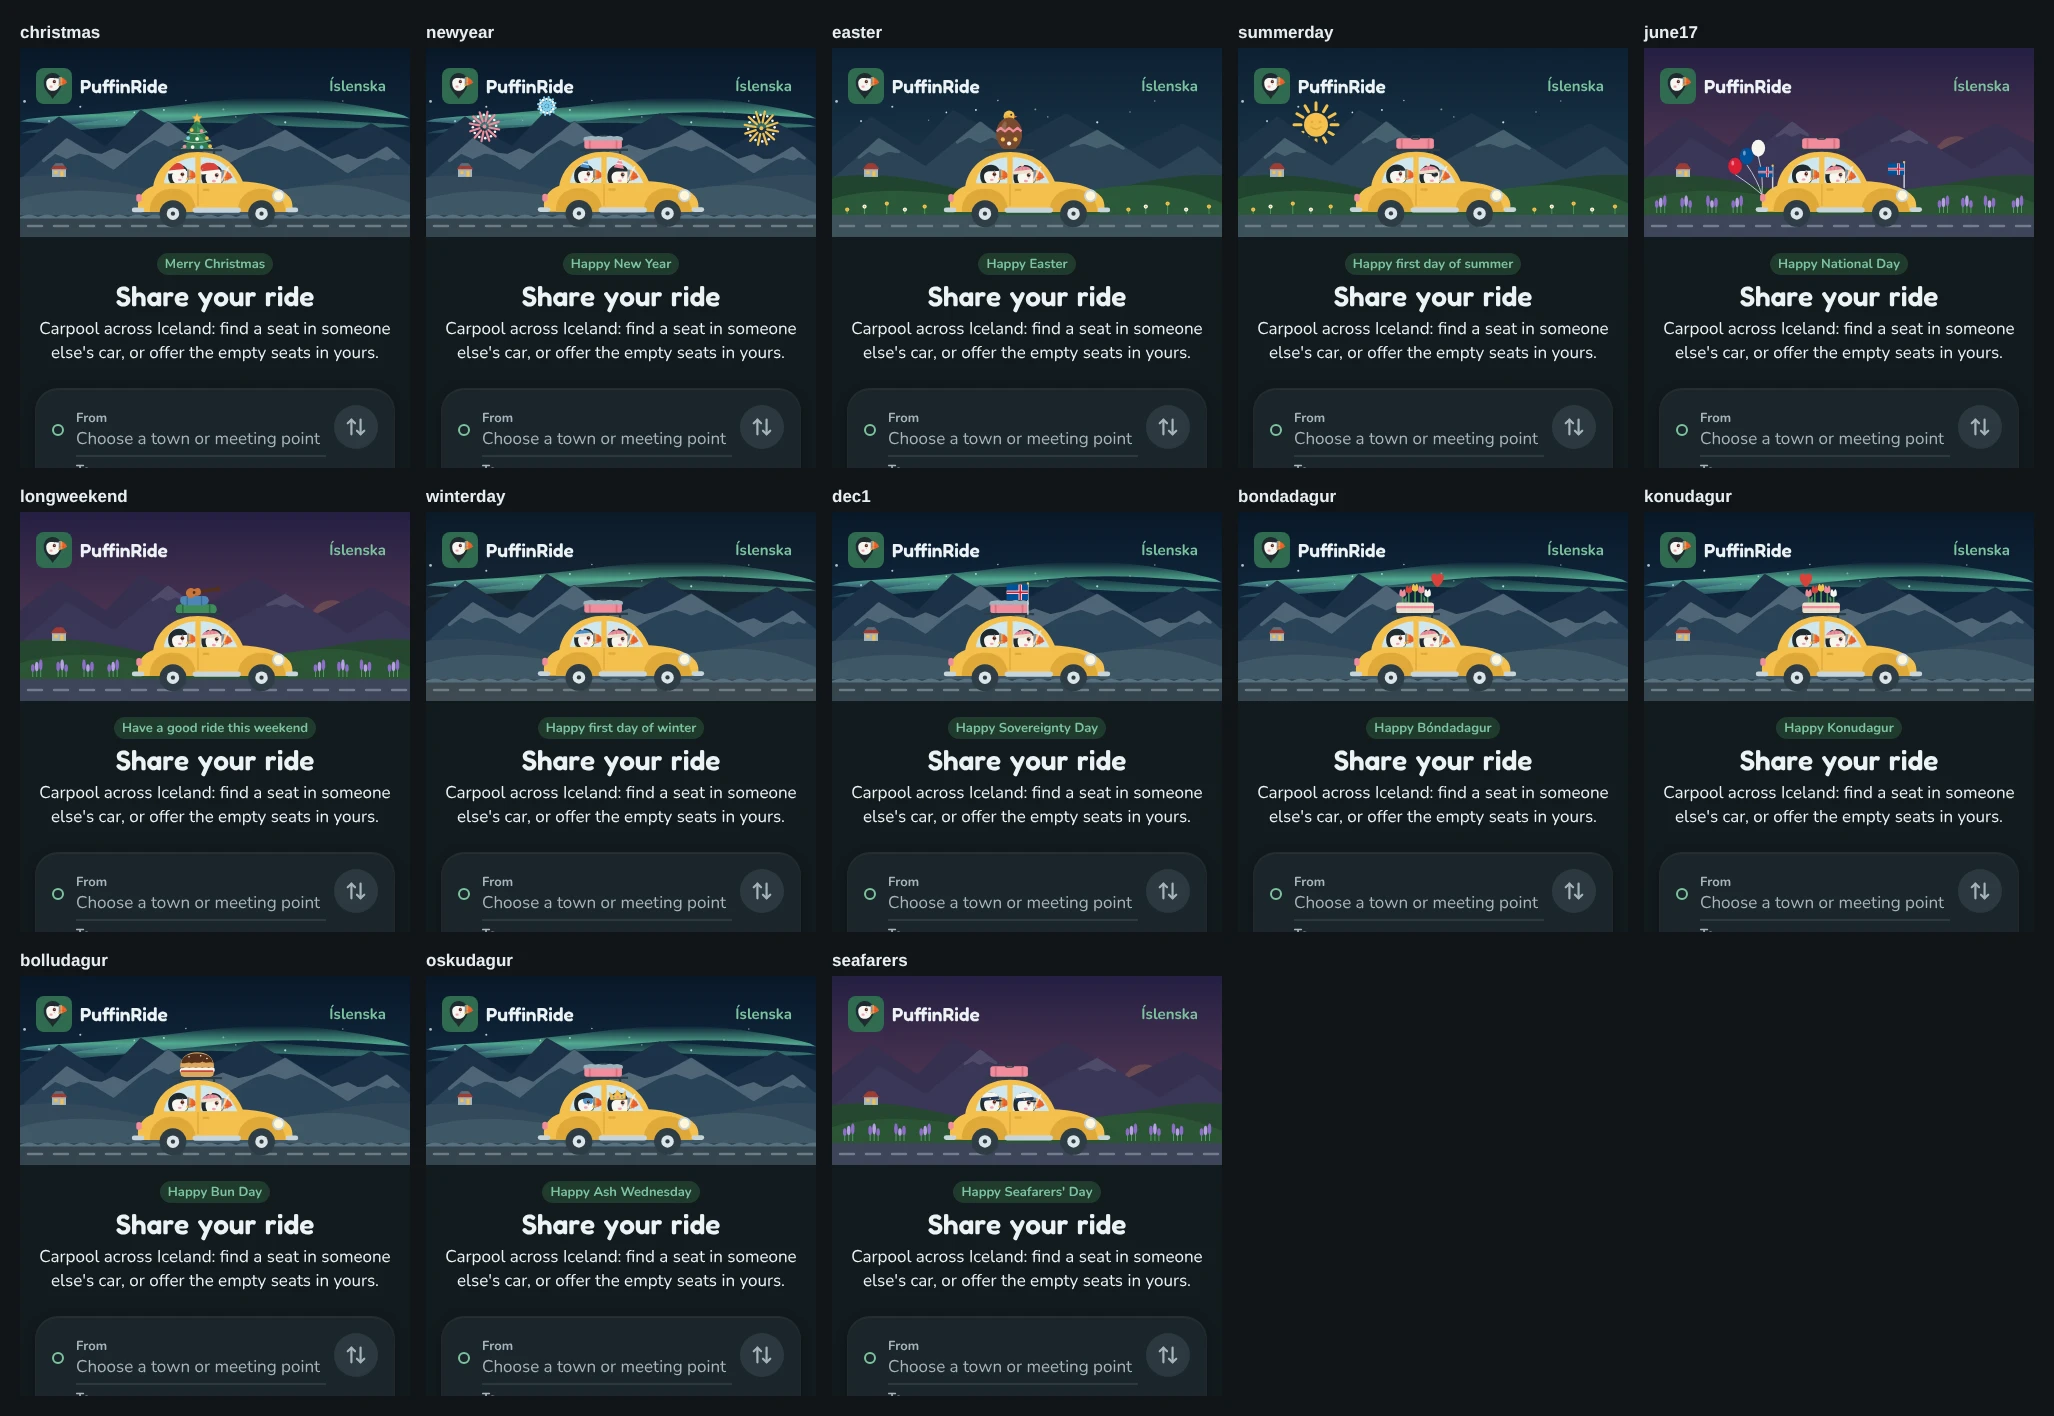 christmas
PuffinRide
Íslenska
Merry Christmas
Share your ride
Carpool across Iceland: find a seat in someone
else's car, or offer the empty seats in yours.
From
Choose a town or meeting point
newyear
PuffinRide
Íslenska
Happy New Year
Share your ride
Carpool across Iceland: find a seat in someone
else's car, or offer the empty seats in yours.
From
Choose a town or meeting point
easter
PuffinRide
Íslenska
Happy Easter
Share your ride
Carpool across Iceland: find a seat in someone
else's car, or offer the empty seats in yours.
From
Choose a town or meeting point
summerday
PuffinRide
Íslenska
Happy first day of summer
Share your ride
Carpool across Iceland: find a seat in someone
else's car, or offer the empty seats in yours.
From
Choose a town or meeting point
june17
PuffinRide
Íslenska
Happy National Day
Share your ride
Carpool across Iceland: find a seat in someone
else's car, or offer the empty seats in yours.
From
Choose a town or meeting point
longweekend
PuffinRide
Íslenska
Have a good ride this weekend
Share your ride
Carpool across Iceland: find a seat in someone
else's car, or offer the empty seats in yours.
From
Choose a town or meeting point
winterday
PuffinRide
Íslenska
Happy first day of winter
Share your ride
Carpool across Iceland: find a seat in someone
else's car, or offer the empty seats in yours.
From
Choose a town or meeting point
dec1
PuffinRide
Íslenska
Happy Sovereignty Day
Share your ride
Carpool across Iceland: find a seat in someone
else's car, or offer the empty seats in yours.
From
Choose a town or meeting point
bondadagur
PuffinRide
Íslenska
Happy Bóndadagur
Share your ride
Carpool across Iceland: find a seat in someone
else's car, or offer the empty seats in yours.
From
Choose a town or meeting point
konudagur
PuffinRide
Íslenska
Happy Konudagur
Share your ride
Carpool across Iceland: find a seat in someone
else's car, or offer the empty seats in yours.
From
Choose a town or meeting point
bolludagur
PuffinRide
Íslenska
Happy Bun Day
Share your ride
Carpool across Iceland: find a seat in someone
else's car, or offer the empty seats in yours.
From
Choose a town or meeting point
oskudagur
PuffinRide
Íslenska
Happy Ash Wednesday
Share your ride
Carpool across Iceland: find a seat in someone
else's car, or offer the empty seats in yours.
From
Choose a town or meeting point
seafarers
PuffinRide
Íslenska
Happy Seafarers' Day
Share your ride
Carpool across Iceland: find a seat in someone
else's car, or offer the empty seats in yours.
From
Choose a town or meeting point